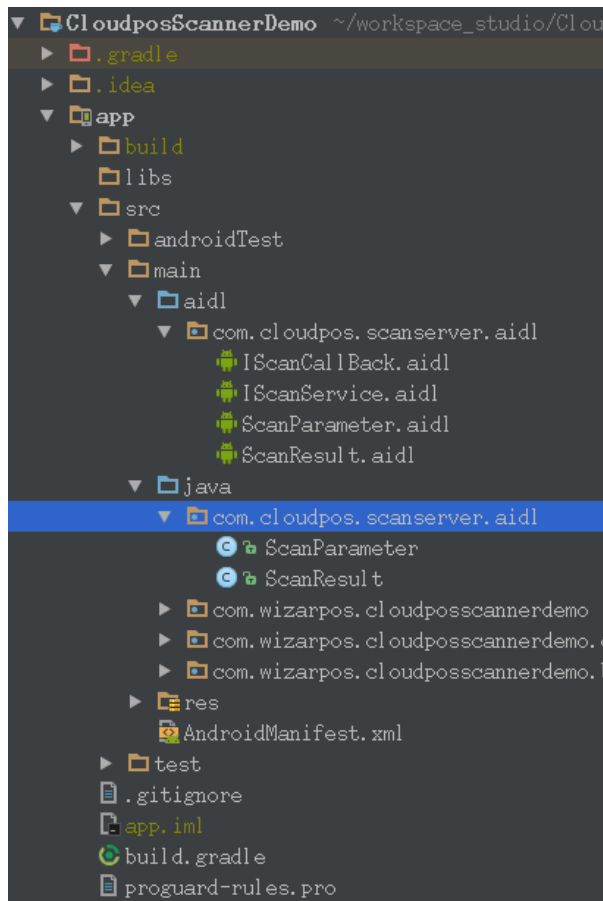 CloudposScannerDemo ~/workspace_studio/Clou
.gradle
.idea
app
build
libs
src
androidTest
main
aidl
com.cloudpos.scanserver.aidl
IScanCallBack.aidl
IScanService.aidl
ScanParameter.aidl
ScanResult.aidl
java
com.cloudpos.scanserver.aidl
C ScanParameter
C ScanResult
com.wizarpos.cloudposscannerdemo
com.wizarpos.cloudposscannerdemo.
com.wizarpos.cloudposscannerdemo.
res
AndroidManifest.xml
test
.gitignore
app.iml
build.gradle
proguard-rules.pro